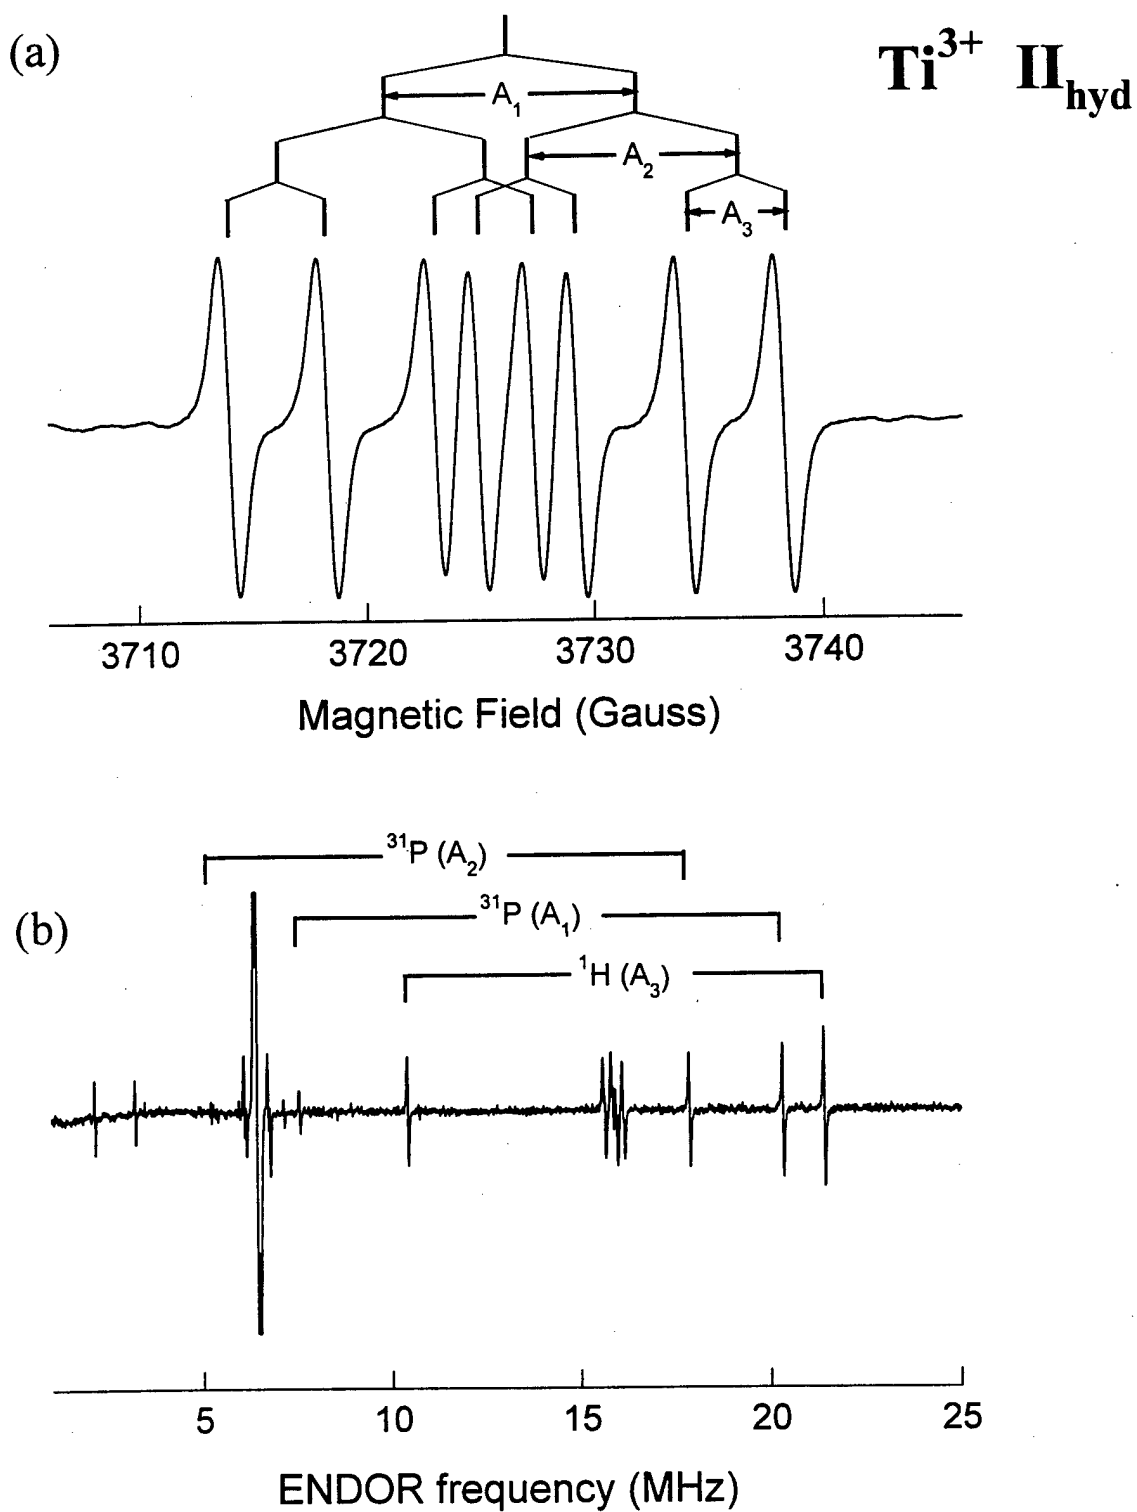 (a)
Ti³⁺ II_hyd
A₁
A₂
A₃
3710 3720 3730 3740
Magnetic Field (Gauss)
³¹P (A₂)
³¹P (A₁)
(b)
¹H (A₃)
5 10 15 20 25
ENDOR frequency (MHz)